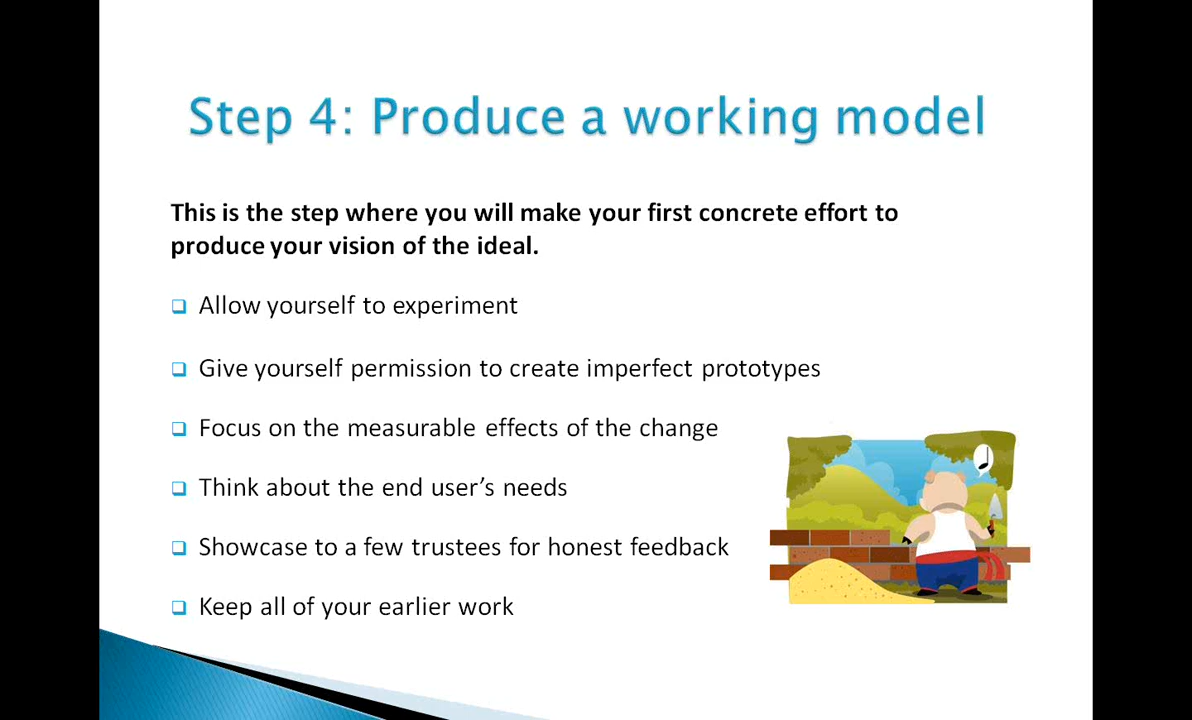 Step 4: Produce a working model
This is the step where you will make your first concrete effort to
produce your vision of the ideal.
Allow yourself to experiment
Give yourself permission to create imperfect prototypes
Focus on the measurable effects of the change
Think about the end user’s needs
Showcase to a few trustees for honest feedback
Keep all of your earlier work